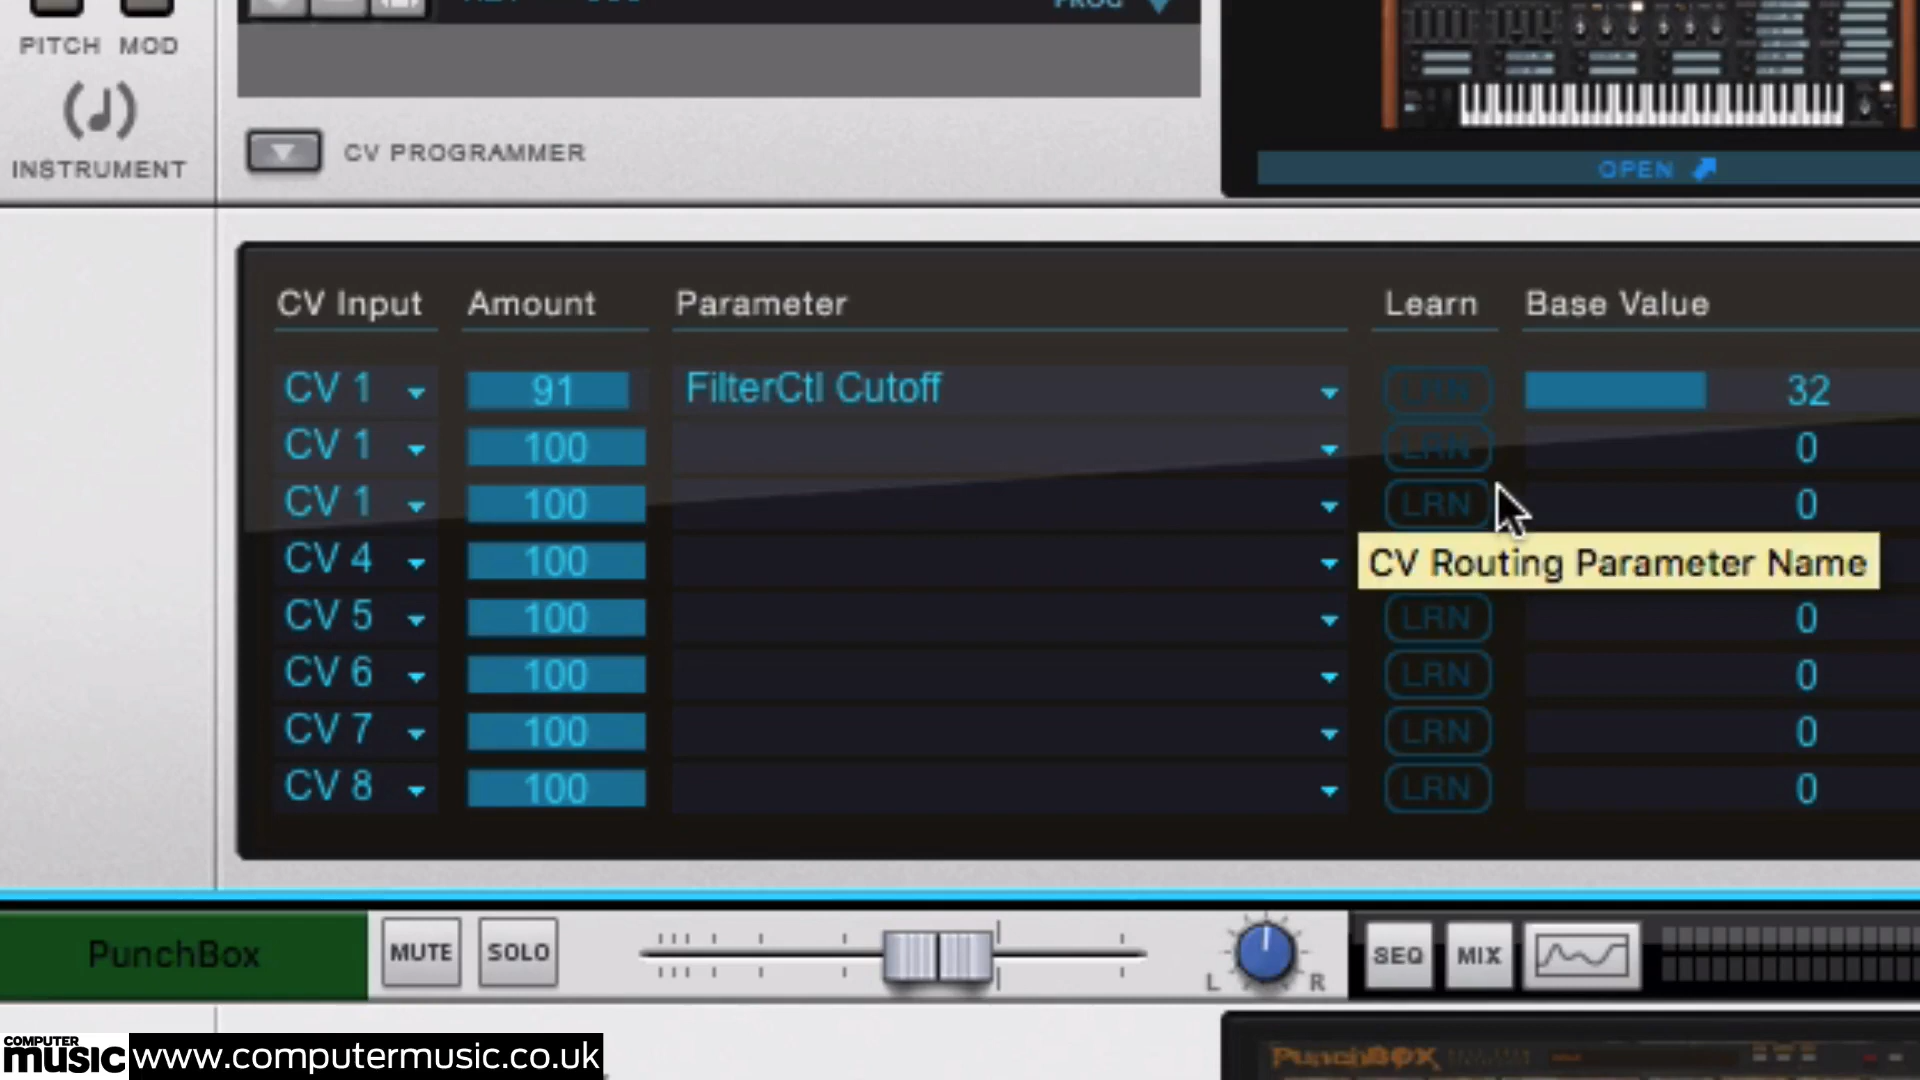 PITCH MOD
INSTRUMENT
CV PROGRAMMER
OPEN
CV Input Amount Parameter Learn Base Value
CV 1 91 FilterCtl Cutoff LRN 32
CV 1 100 LRN 0
CV 1 100 LRN 0
CV 4 100
CV Routing Parameter Name
CV 5 100 LRN 0
CV 6 100 LRN 0
CV 7 100 LRN 0
CV 8 100 LRN 0
PunchBox MUTE SOLO L R SEQ MIX
PunchBOX
COMPUTER
music www.computermusic.co.uk